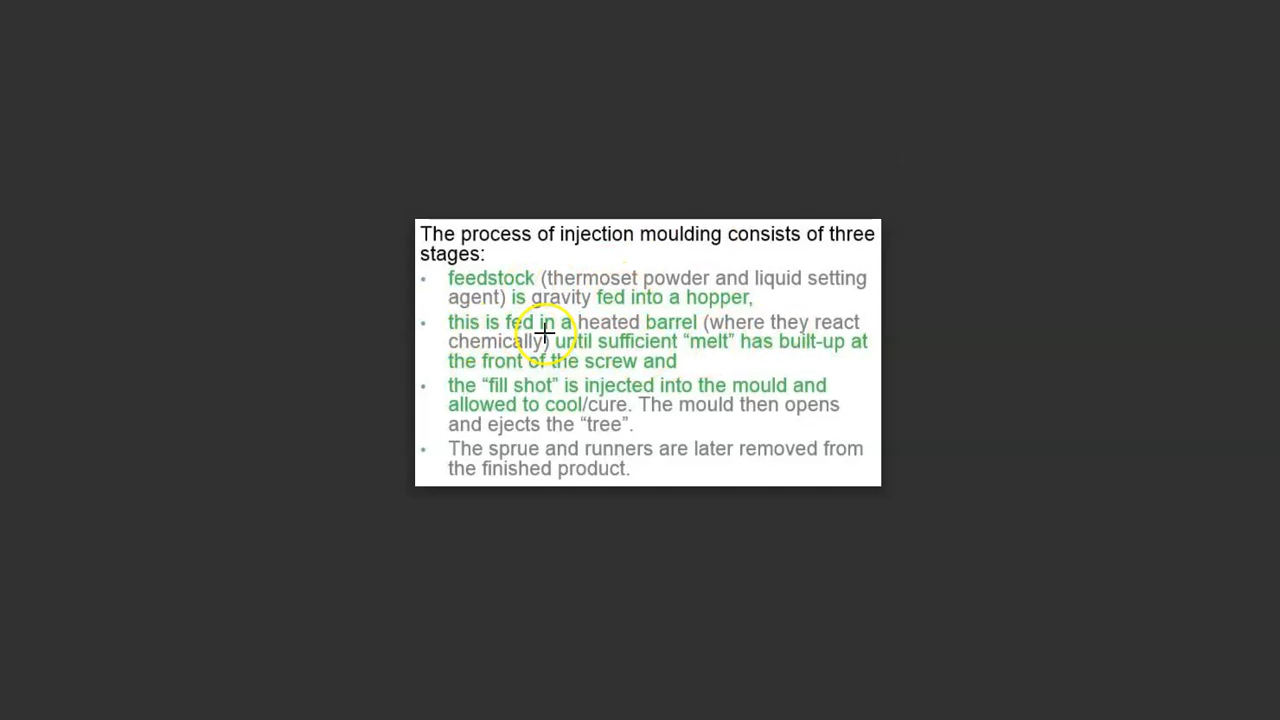 The process of injection moulding consists of three
stages:
• feedstock (thermoset powder and liquid setting
agent) is gravity fed into a hopper,
• this is fed in a heated barrel (where they react
chemically) until sufficient “melt” has built-up at
the front of the screw and
• the “fill shot” is injected into the mould and
allowed to cool/cure. The mould then opens
and ejects the “tree”.
• The sprue and runners are later removed from
the finished product.